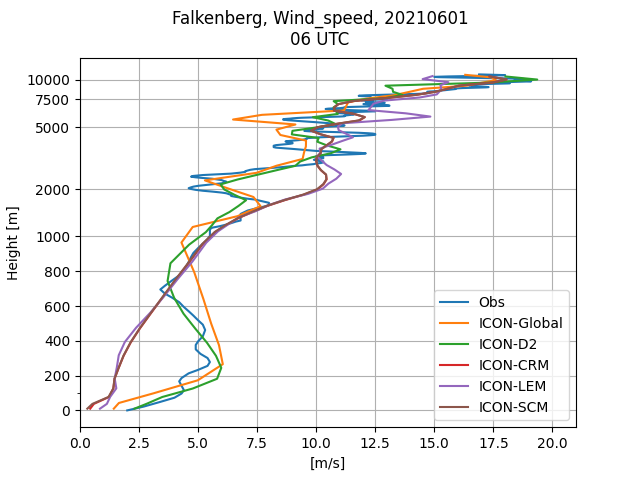 Falkenberg, Wind_speed, 20210601
06 UTC
10000
7500
5000
2000
1000
800
600
400
200
0
Height [m]
0.0 2.5 5.0 7.5 10.0 12.5 15.0 17.5 20.0
[m/s]
Obs
ICON-Global
ICON-D2
ICON-CRM
ICON-LEM
ICON-SCM